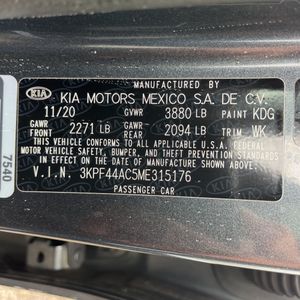 MANUFACTURED BY
KIA KIA MOTORS MEXICO S.A. DE C.V.
11/20 GVWR 3880 LB PAINT KDG
GAWR FRONT 2271 LB GAWR REAR 2094 LB TRIM WK
THIS VEHICLE CONFORMS TO ALL APPLICABLE U.S.A. FEDERAL
MOTOR VEHICLE SAFETY, BUMPER, AND THEFT PREVENTION STANDARDS
IN EFFECT ON THE DATE OF MANUFACTURE SHOWN ABOVE.
V.I.N. 3KPF44AC5ME315176
PASSENGER CAR
7540